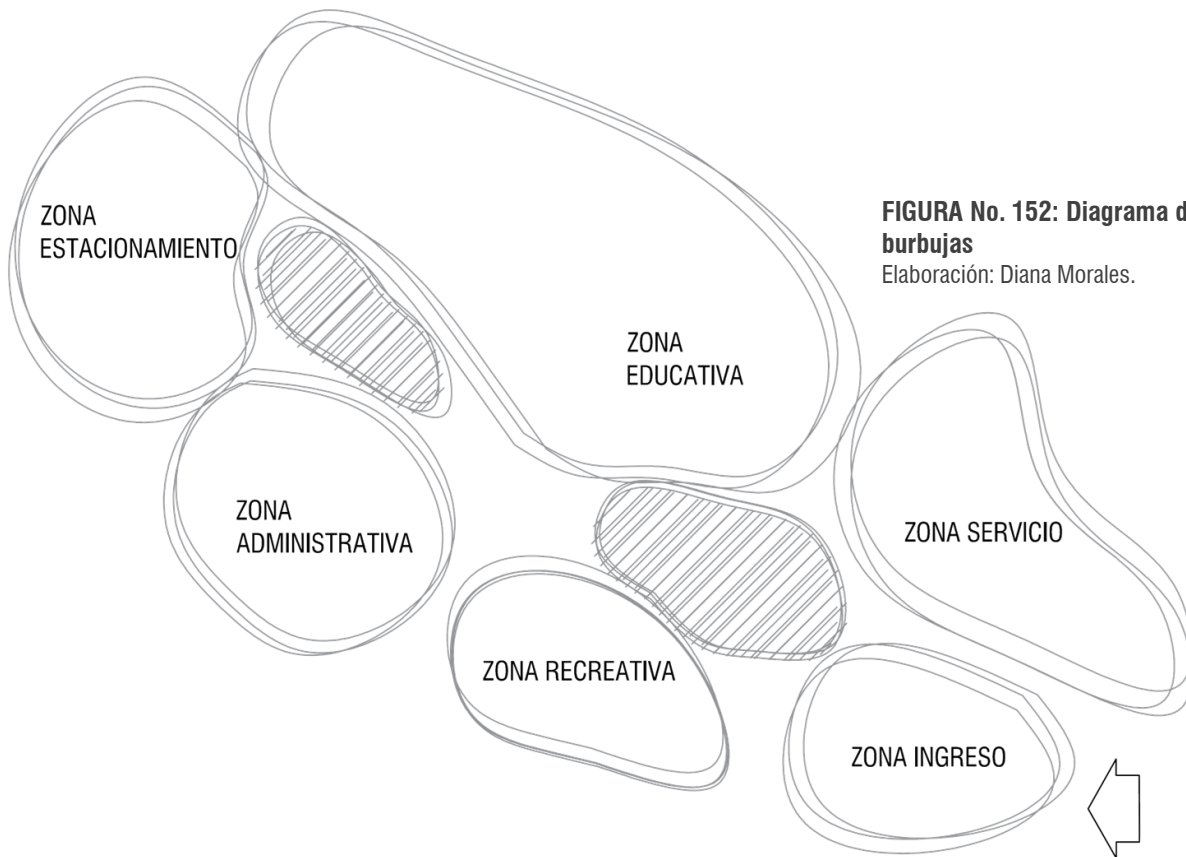 FIGURA No. 152: Diagrama d
burbujas
Elaboración: Diana Morales.
ZONA
ESTACIONAMIENTO
ZONA
EDUCATIVA
ZONA
ADMINISTRATIVA
ZONA SERVICIO
ZONA RECREATIVA
ZONA INGRESO